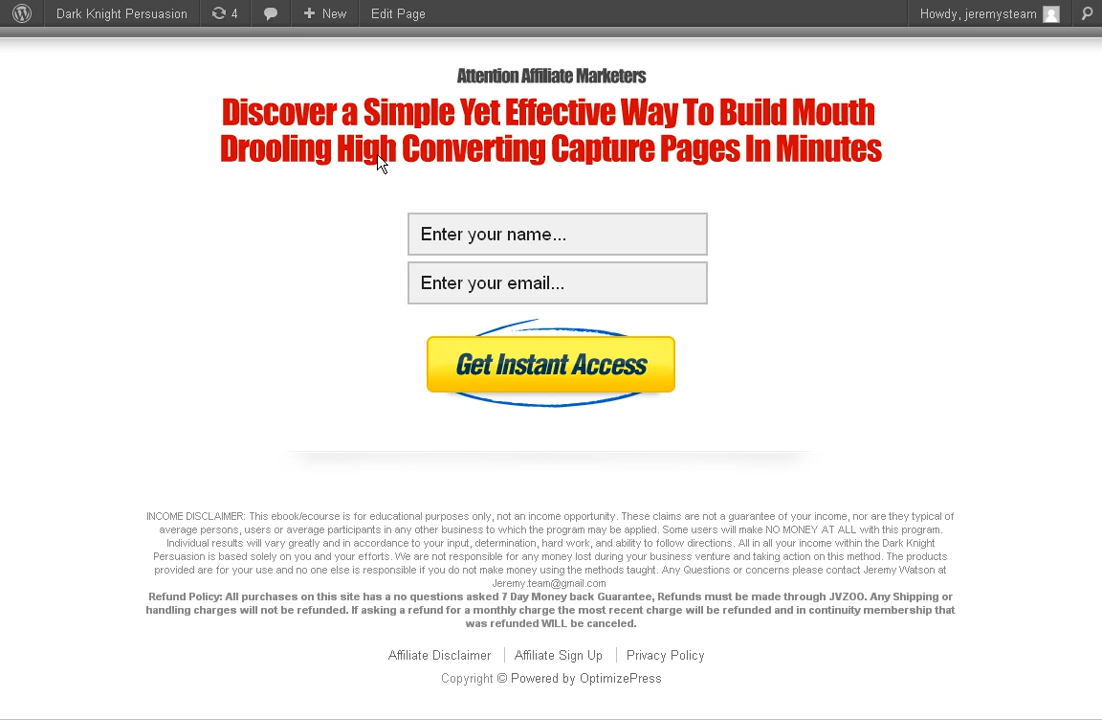 Dark Knight Persuasion 4 New Edit Page Howdy, jeremysteam
Attention Affiliate Marketers
Discover a Simple Yet Effective Way To Build Mouth
Drooling High Converting Capture Pages In Minutes
Enter your name...
Enter your email...
Get Instant Access
INCOME DISCLAIMER: This ebook/ecourse is for educational purposes only, not an income opportunity. These claims are not a guarantee of your income, nor are they typical of
average persons, users or average participants in any other business to which the program may be applied. Some users will make NO MONEY AT ALL with this program.
Individual results will vary greatly and in accordance to your input, determination, hard work, and ability to follow directions. All in all your income within the Dark Knight
Persuasion is based solely on you and your efforts. We are not responsible for any money lost during your business venture and taking action on this method. The products
provided are for your use and no one else is responsible if you do not make money using the methods taught. Any Questions or concerns please contact Jeremy Watson at
Jeremy.team@gmail.com
Refund Policy: All purchases on this site has a no questions asked 7 Day Money back Guarantee, Refunds must be made through JVZOO. Any Shipping or
handling charges will not be refunded. If asking a refund for a monthly charge the most recent charge will be refunded and in continuity membership that
was refunded WILL be canceled.
Affiliate Disclaimer Affiliate Sign Up Privacy Policy
Copyright © Powered by OptimizePress